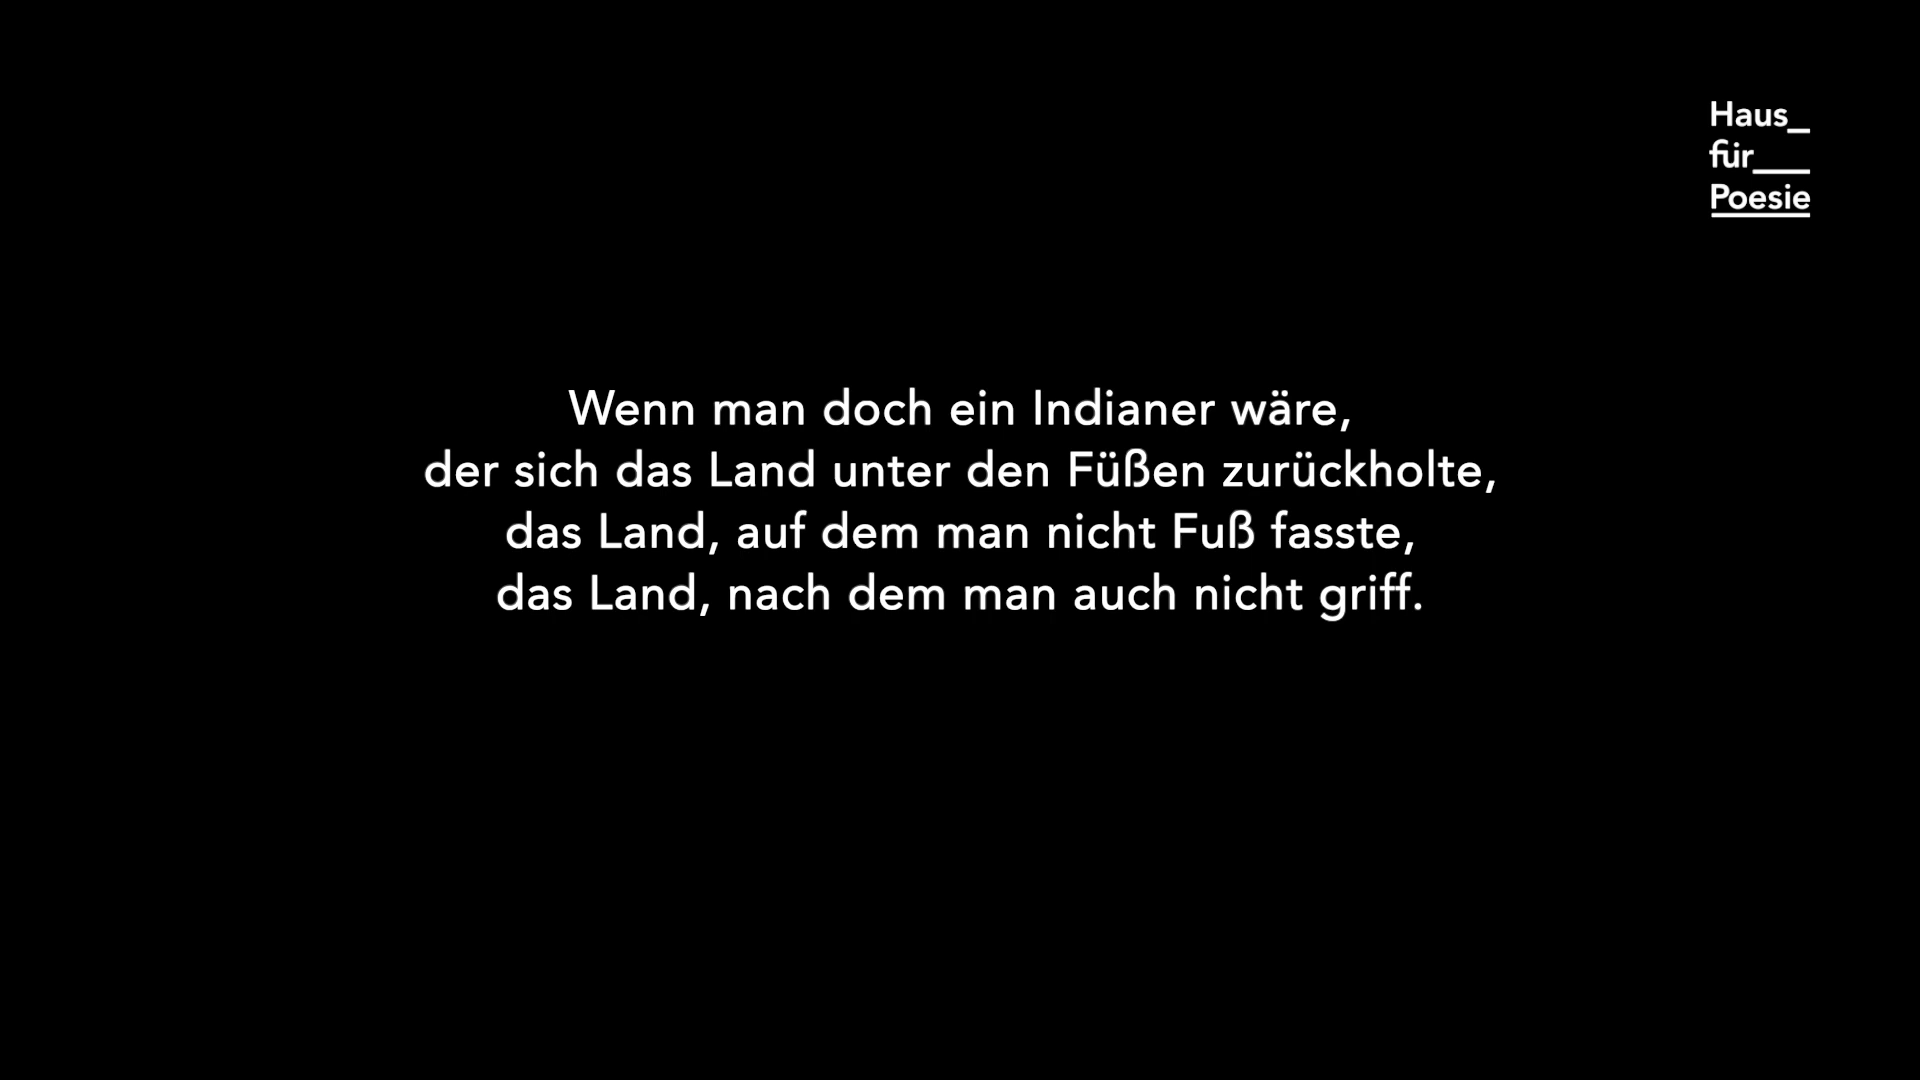 Haus_
für___
Poesie
Wenn man doch ein Indianer wäre,
der sich das Land unter den Füßen zurückholte,
das Land, auf dem man nicht Fuß fasste,
das Land, nach dem man auch nicht griff.